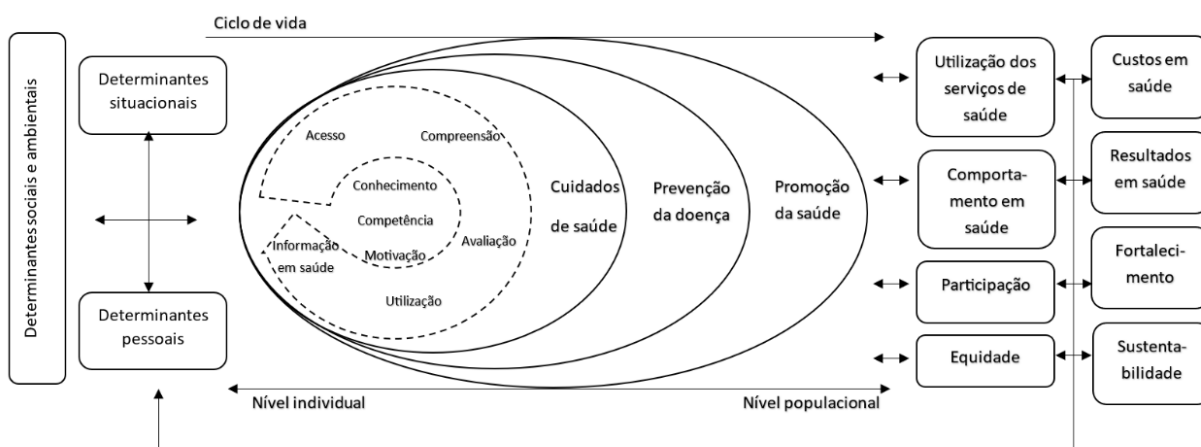 Ciclo de vida
Determinantes sociais e ambientais
Determinantes
situacionais
Determinantes
pessoais
Acesso
Compreensão
Conhecimento
Competência
Motivação
Informação
em saúde
Avaliação
Utilização
Cuidados
de saúde
Prevenção
da doença
Promoção
da saúde
Nível individual
Nível populacional
Utilização dos
serviços de
saúde
Comporta-
mento em
saúde
Participação
Equidade
Custos em
saúde
Resultados
em saúde
Fortaleci-
mento
Sustenta-
bilidade